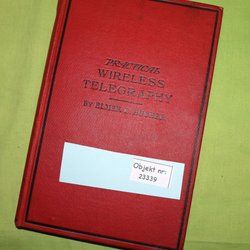 PRACTICAL
WIRELESS
TELEGRAPHY
By ELMER E. BUCHER
Objekt nr:
23339